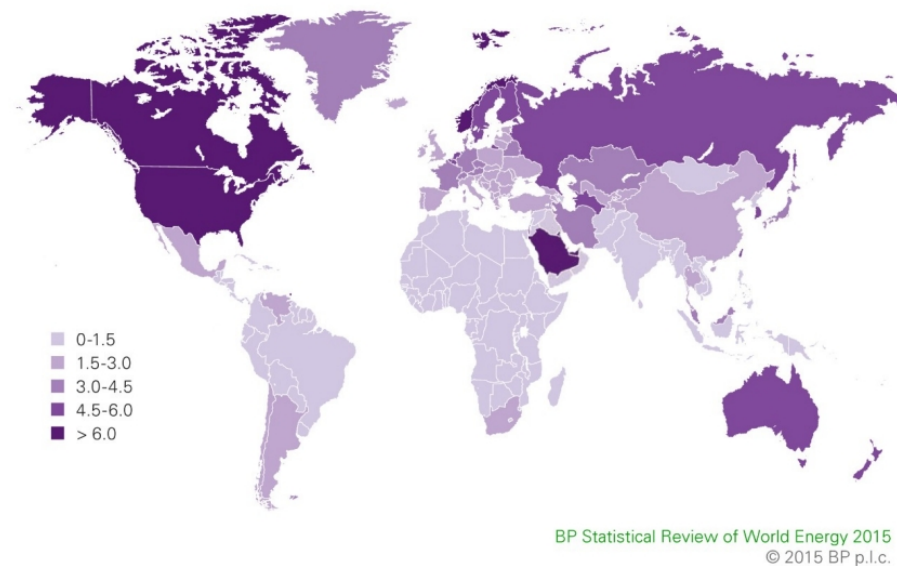 0-1.5
1.5-3.0
3.0-4.5
4.5-6.0
> 6.0
BP Statistical Review of World Energy 2015
© 2015 BP p.l.c.